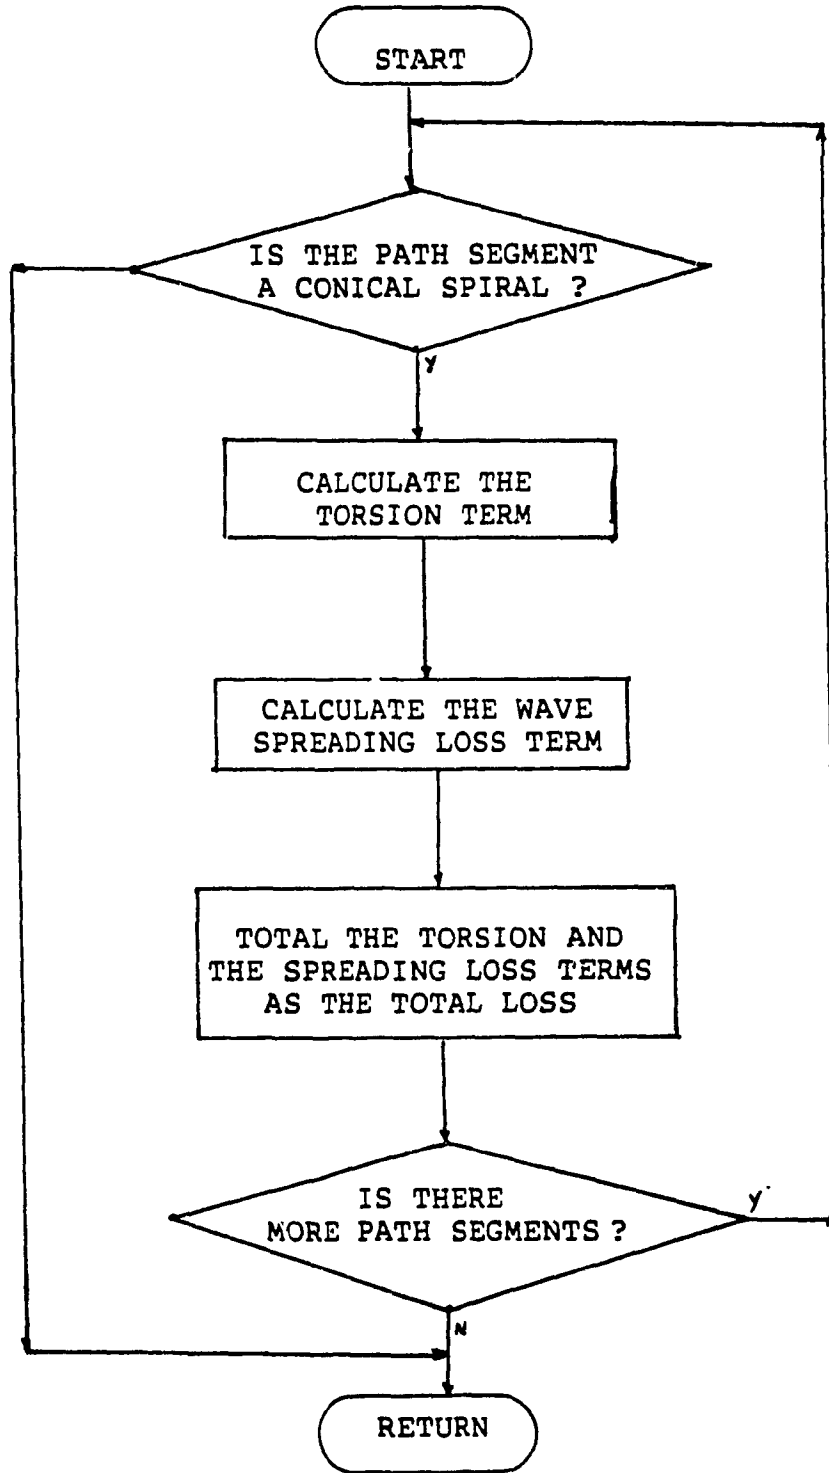 START
IS THE PATH SEGMENT
A CONICAL SPIRAL ?
Y
CALCULATE THE
TORSION TERM
CALCULATE THE WAVE
SPREADING LOSS TERM
TOTAL THE TORSION AND
THE SPREADING LOSS TERMS
AS THE TOTAL LOSS
IS THERE
MORE PATH SEGMENTS ?
Y
N
RETURN